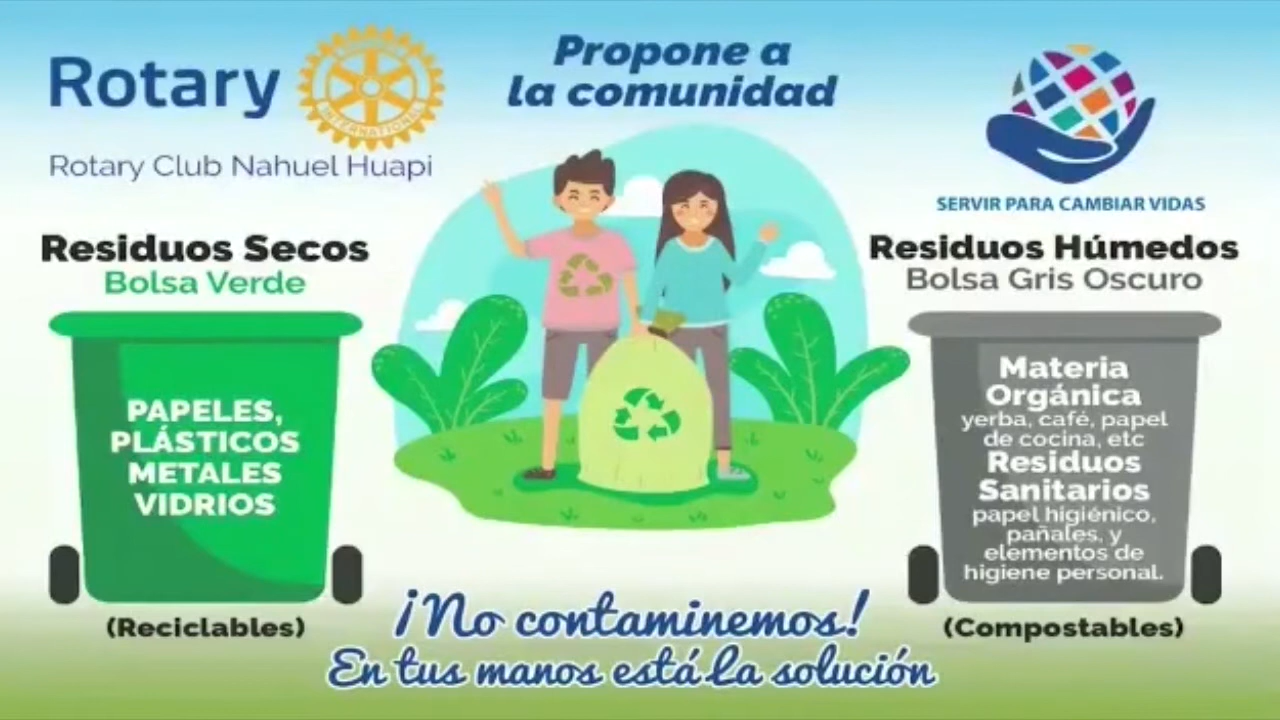 Rotary
INTERNATIONAL
Rotary Club Nahuel Huapi
Propone a
la comunidad
SERVIR PARA CAMBIAR VIDAS
Residuos Secos
Bolsa Verde
PAPELES,
PLÁSTICOS
METALES
VIDRIOS
(Reciclables)
Residuos Húmedos
Bolsa Gris Oscuro
Materia
Orgánica
yerba, café, papel
de cocina, etc
Residuos
Sanitarios
papel higiénico,
pañales, y
elementos de
higiene personal.
(Compostables)
¡No contaminemos!
En tus manos está La solución